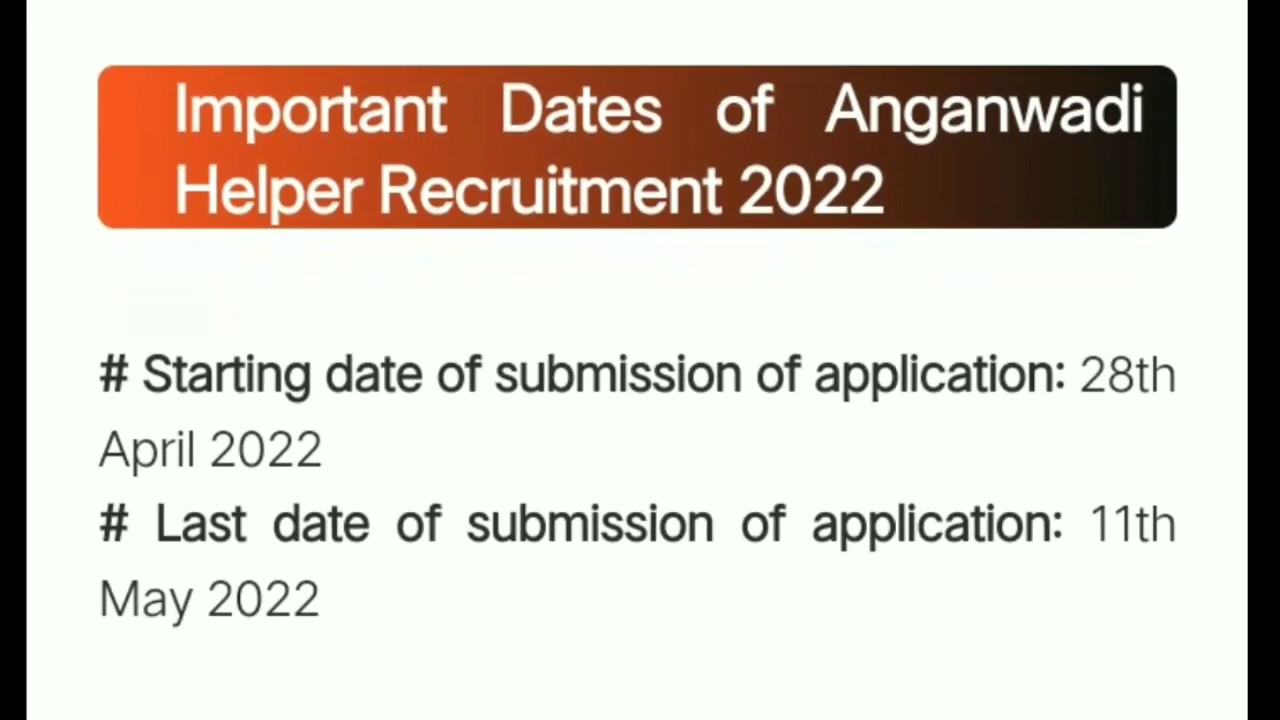 Important Dates of Anganwadi
Helper Recruitment 2022
# Starting date of submission of application: 28th
April 2022
# Last date of submission of application: 11th
May 2022